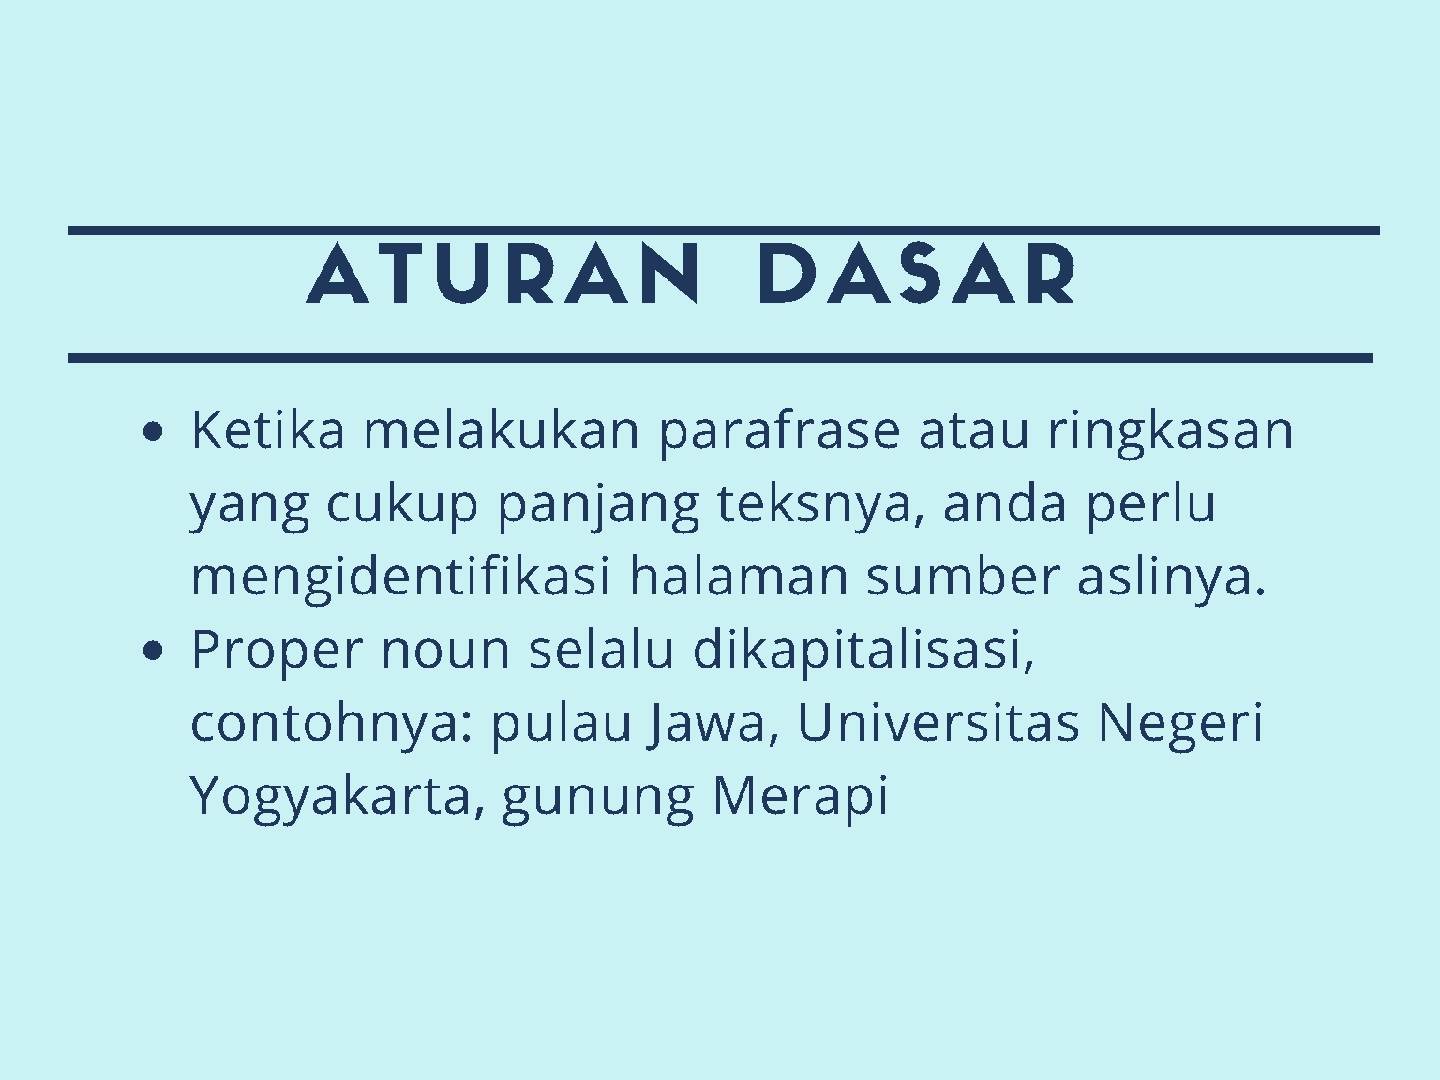 ATURAN DASAR
• Ketika melakukan parafrase atau ringkasan
yang cukup panjang teksnya, anda perlu
mengidentifikasi halaman sumber aslinya.
• Proper noun selalu dikapitalisasi,
contohnya: pulau Jawa, Universitas Negeri
Yogyakarta, gunung Merapi